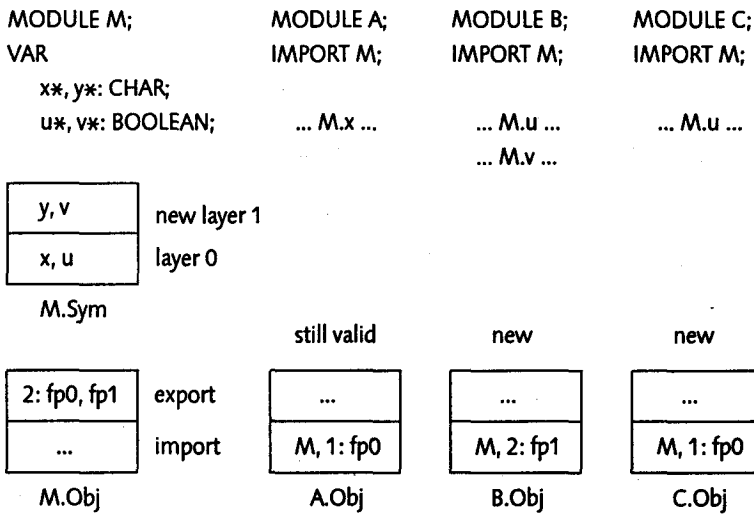 MODULE M; MODULE A; MODULE B; MODULE C;
VAR IMPORT M; IMPORT M; IMPORT M;
x*, y*: CHAR;
u*, v*: BOOLEAN; ... M.x ... ... M.u ... ... M.u ...
... M.v ...
y, v new layer 1
x, u layer 0
M.Sym
still valid new new
2: fp0, fp1 export ... ... ...
... import M, 1: fp0 M, 2: fp1 M, 1: fp0
M.Obj A.Obj B.Obj C.Obj